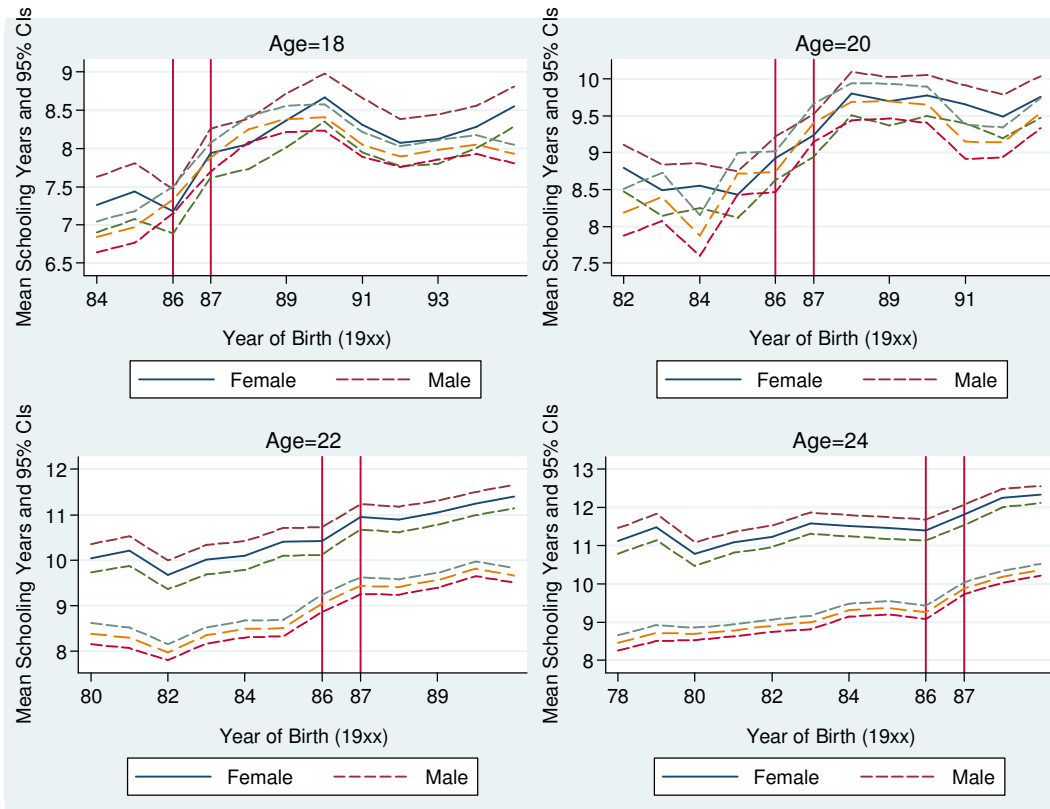 Age=18
Mean Schooling Years and 95% CIs
9
8.5
8
7.5
7
6.5
84 86 87 89 91 93
Year of Birth (19xx)
Female Male
Age=20
Mean Schooling Years and 95% CIs
10
9.5
9
8.5
8
7.5
82 84 86 87 89 91
Year of Birth (19xx)
Female Male
Age=22
Mean Schooling Years and 95% CIs
12
11
10
9
8
80 82 84 86 87 89
Year of Birth (19xx)
Female Male
Age=24
Mean Schooling Years and 95% CIs
13
12
11
10
9
8
78 80 82 84 86 87
Year of Birth (19xx)
Female Male